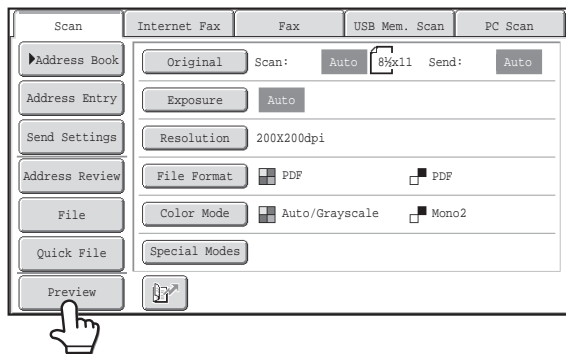 Scan Internet Fax Fax USB Mem. Scan PC Scan
Address Book Original Scan: Auto 8½x11 Send: Auto
Address Entry Exposure Auto
Send Settings Resolution 200X200dpi
Address Review File Format PDF PDF
File Color Mode Auto/Grayscale Mono2
Quick File Special Modes
Preview